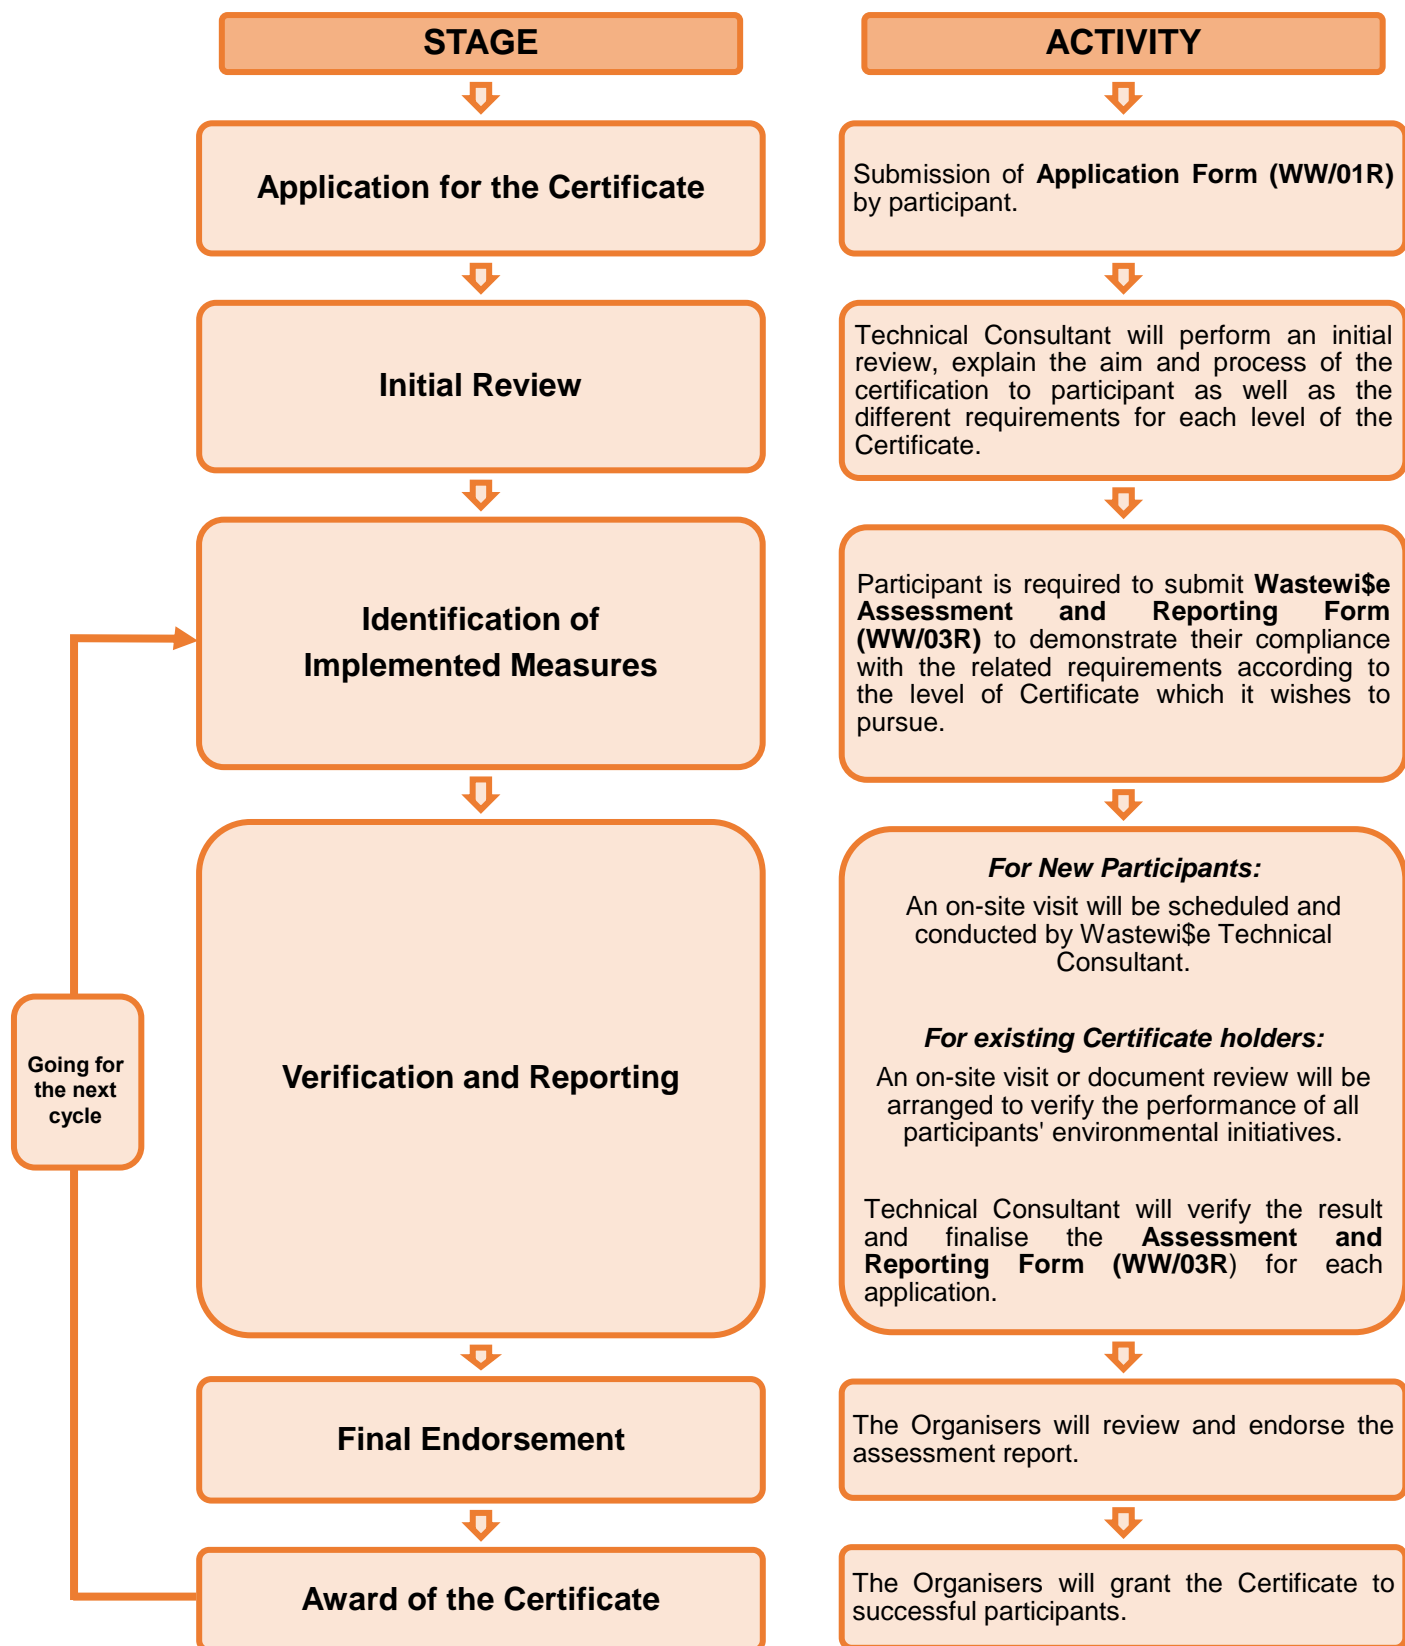 STAGE
ACTIVITY
Application for the Certificate
Submission of Application Form (WW/01R)
by participant.
Initial Review
Technical Consultant will perform an initial
review, explain the aim and process of the
certification to participant as well as the
different requirements for each level of the
Certificate.
Identification of
Implemented Measures
Participant is required to submit Wastewi$e
Assessment and Reporting Form
(WW/03R) to demonstrate their compliance
with the related requirements according to
the level of Certificate which it wishes to
pursue.
Going for
the next
cycle
Verification and Reporting
For New Participants:
An on-site visit will be scheduled and
conducted by Wastewi$e Technical
Consultant.
For existing Certificate holders:
An on-site visit or document review will be
arranged to verify the performance of all
participants' environmental initiatives.
Technical Consultant will verify the result
and finalise the Assessment and
Reporting Form (WW/03R) for each
application.
Final Endorsement
The Organisers will review and endorse the
assessment report.
Award of the Certificate
The Organisers will grant the Certificate to
successful participants.